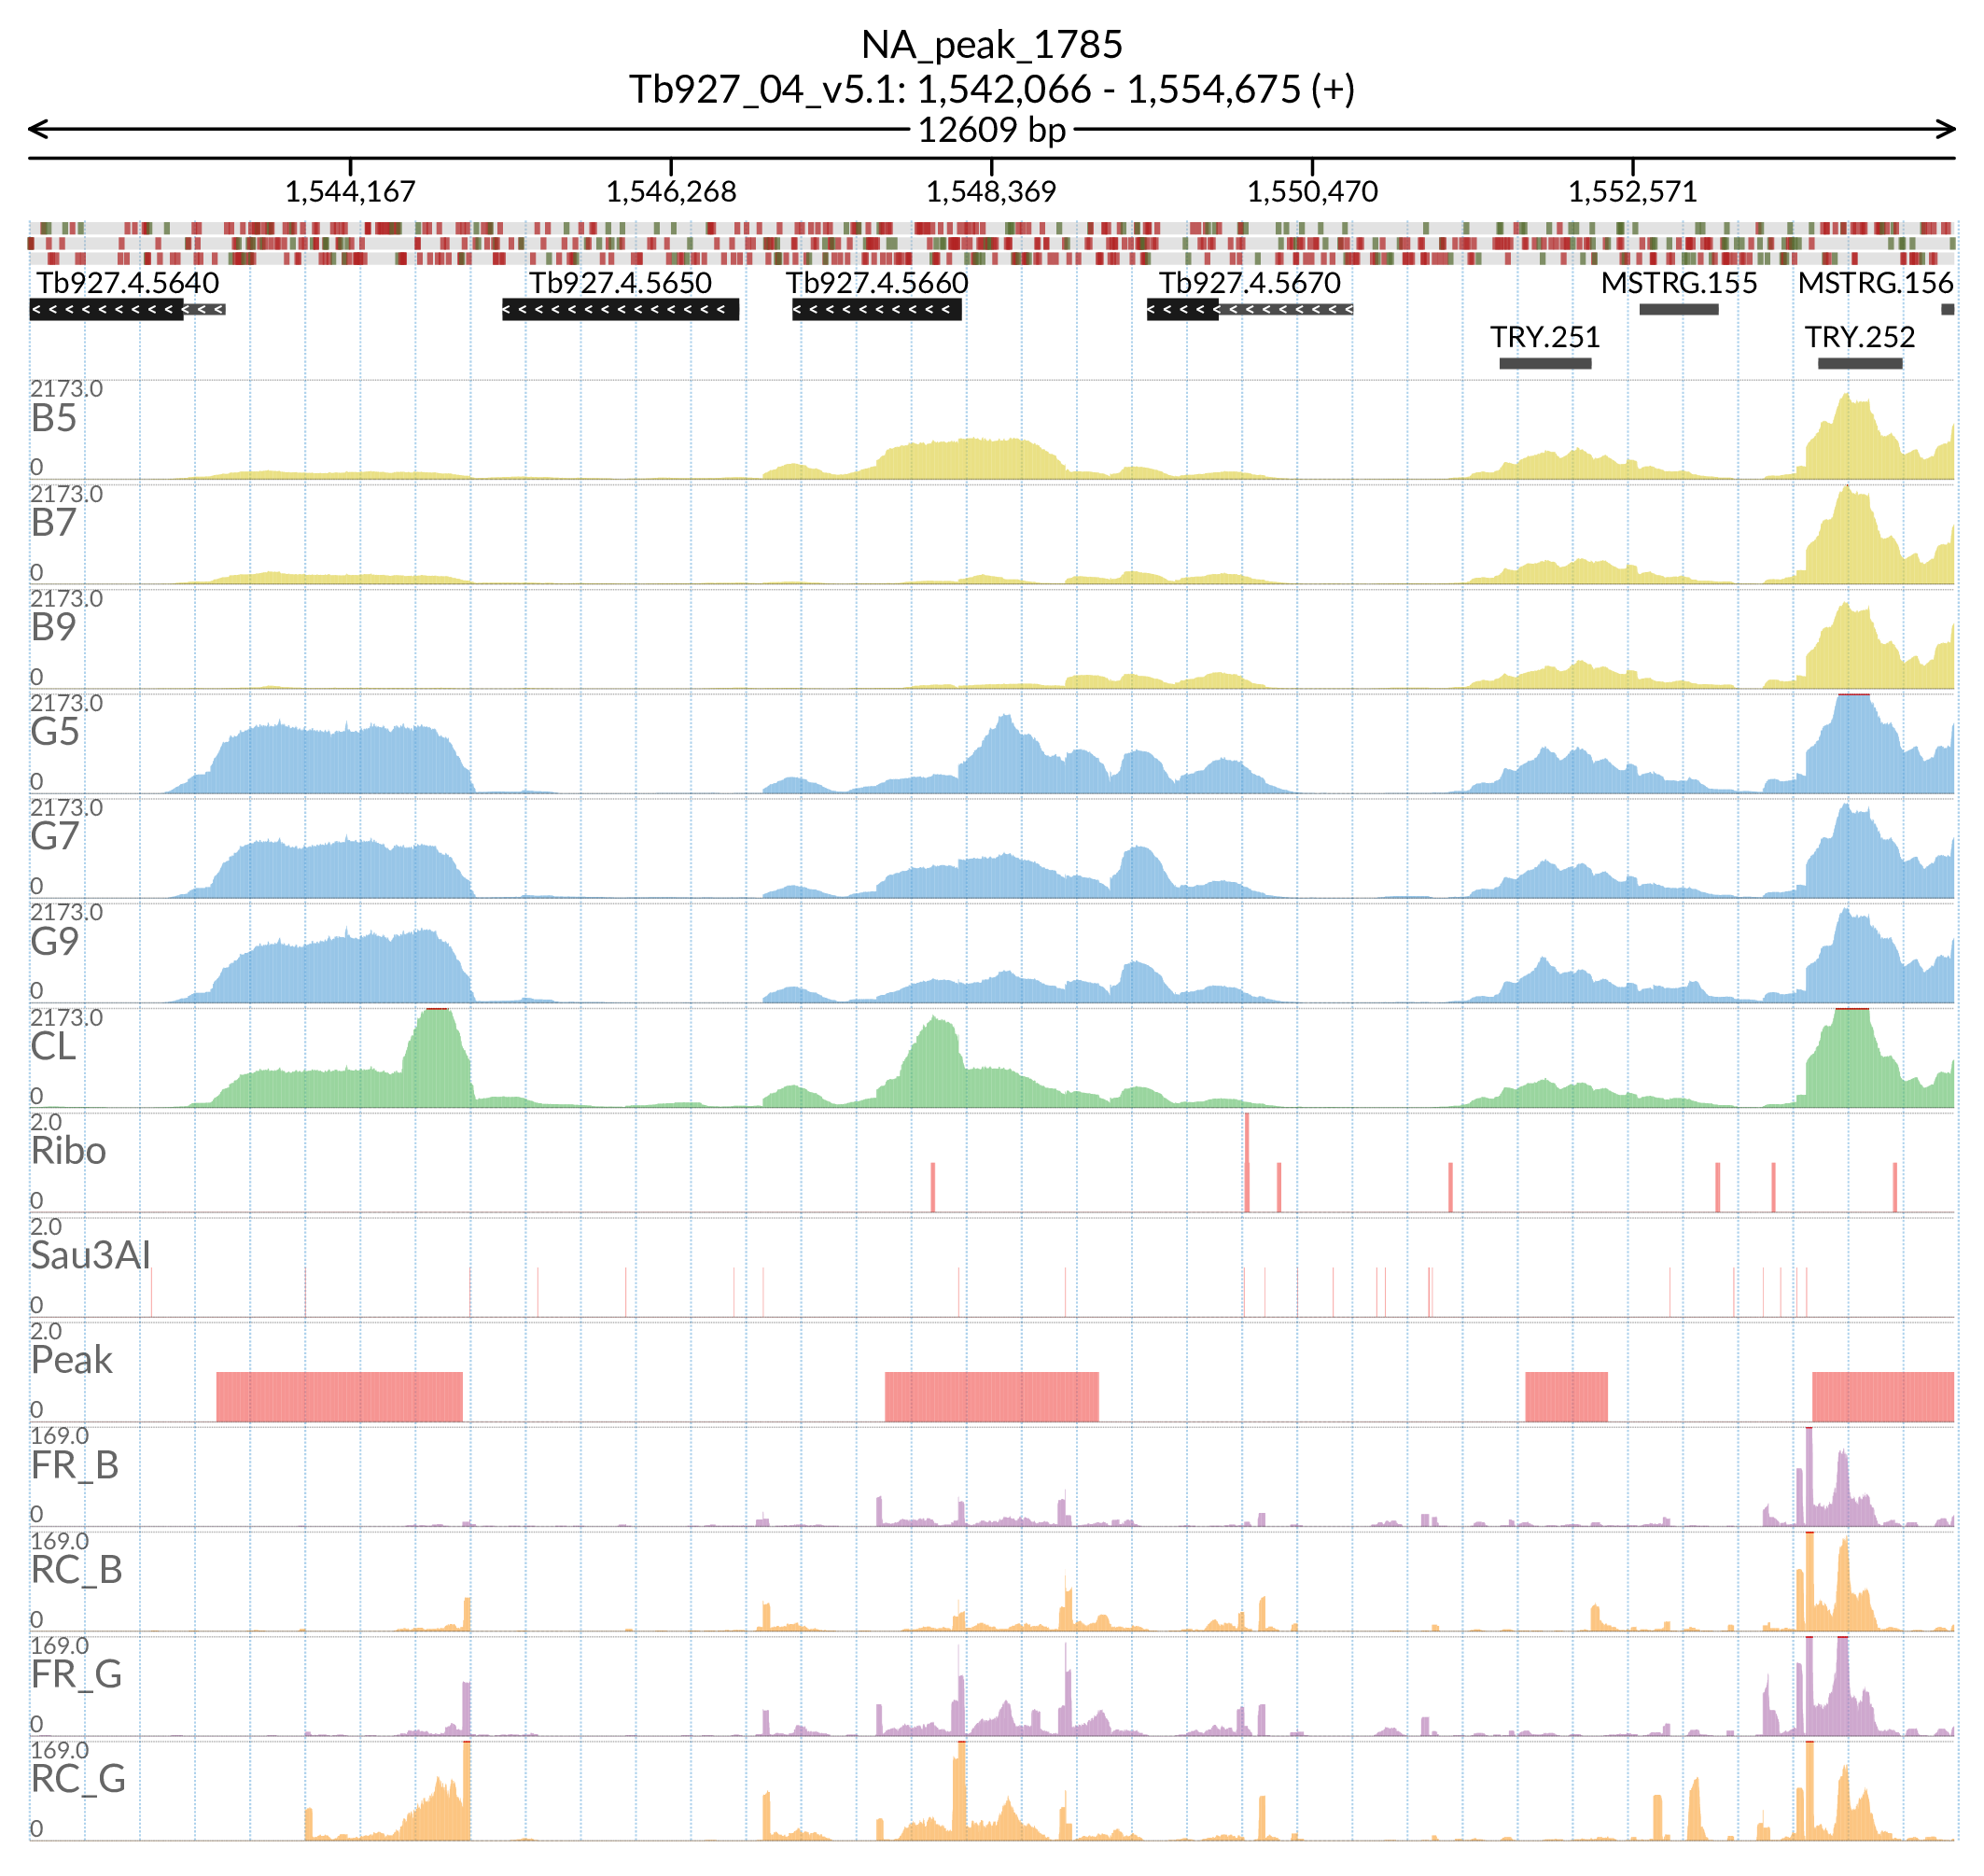 NA_peak_1785
Tb927_04_v5.1: 1,542,066 - 1,554,675 (+)
12609 bp
1,544,167 1,546,268 1,548,369 1,550,470 1,552,571
Tb927.4.5640 Tb927.4.5650 Tb927.4.5660 Tb927.4.5670 MSTRG.155 MSTRG.156
TRY.251 TRY.252
2173.0
B5
0
2173.0
B7
0
2173.0
B9
0
2173.0
G5
0
2173.0
G7
0
2173.0
G9
0
2173.0
CL
0
2.0
Ribo
0
2.0
Sau3AI
0
2.0
Peak
0
169.0
FR_B
0
169.0
RC_B
0
169.0
FR_G
0
169.0
RC_G
0